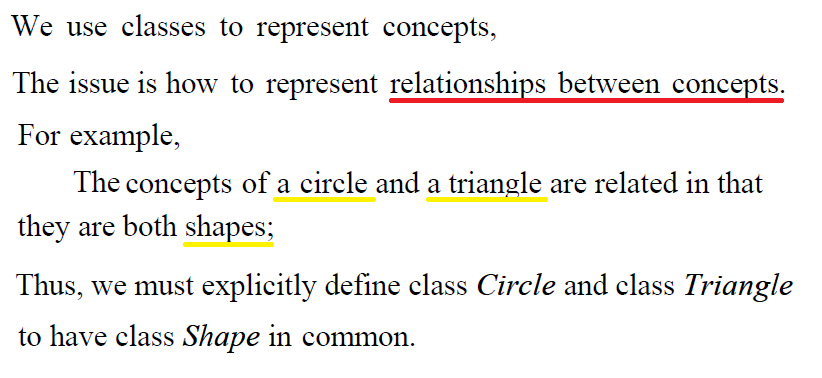 We use classes to represent concepts,
The issue is how to represent relationships between concepts.
For example,
The concepts of a circle and a triangle are related in that
they are both shapes;
Thus, we must explicitly define class Circle and class Triangle
to have class Shape in common.